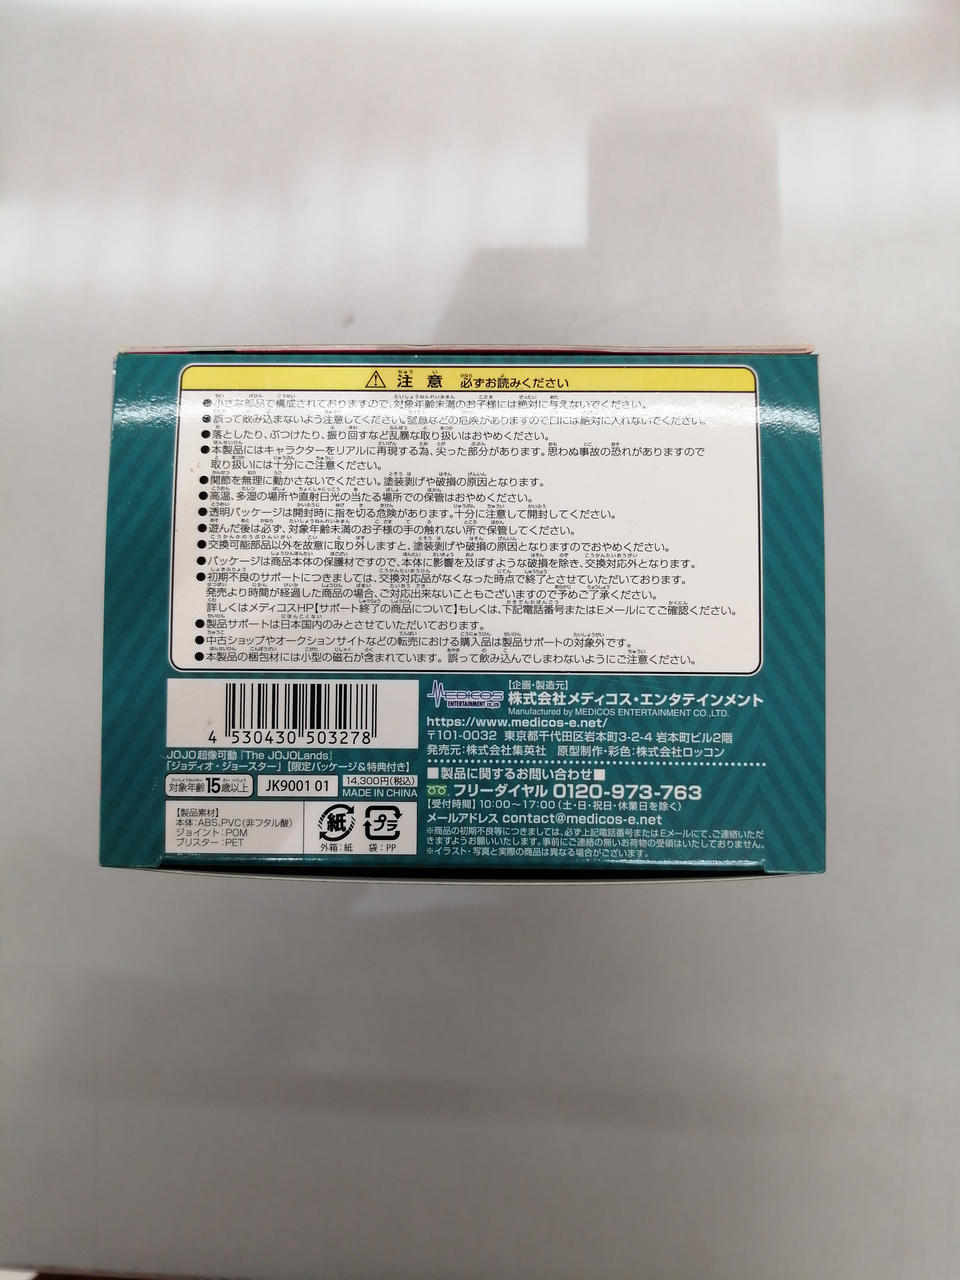 注意 必ずお読みください
●小さな部品で構成されておりますので、対象年齢未満のお子様には絶対に与えないでください。
●誤って飲み込まないよう注意してください。窒息などの危険がありますので口には絶対に入れないでください。
●落としたり、ぶつけたり、振り回すなど乱暴な取り扱いはおやめください。
●本製品にはキャラクターをリアルに再現する為、尖った部分があります。思わぬ事故の恐れがありますので
取り扱いには十分にご注意ください。
●関節を無理に動かさないでください。塗装剥げや破損の原因となります。
●高温、多湿の場所や直射日光の当たる場所での保管はおやめください。
●透明パッケージは開封時に指を切る危険があります。十分に注意して開封してください。
●遊んだ後は必ず、対象年齢未満のお子様の手の触れない所で保管してください。
●交換可能部品以外を故意に取り外しますと、塗装剥げや破損の原因となりますのでおやめください。
●パッケージは商品本体の保護材ですので、本体に影響を及ぼすような破損を除き、交換対応外となります。
●初期不良のサポートにつきましては、交換対応品がなくなった時点で終了とさせていただいております。
発売より時間が経過した商品の場合、ご対応出来ないこともございますので予めご了承ください。
詳しくはメディコスHP【サポート終了の商品について】もしくは、下記電話番号またはEメールにてご確認ください。
●製品サポートは日本国内のみとさせていただいております。
●中古ショップやオークションサイトなどの転売における購入品は製品サポートの対象外です。
●本製品の梱包材には小型の磁石が含まれています。誤って飲み込んでしまわないようにご注意ください。
4 530430 503278
JOJO超像可動『The JOJOLands』
「ジョディオ・ジョースター」【限定パッケージ&特典付き】
対象年齢15歳以上 JK9001 01 14,300円(税込)
MADE IN CHINA
【製品素材】
本体:ABS、PVC(非フタル酸)
ジョイント:POM
ブリスター:PET
紙 プラ
外箱:紙 袋:PP
MEDICOS
ENTERTAINMENT CO.,LTD.
【企画・製造元】
株式会社メディコス・エンタテインメント
Manufactured by MEDICOS ENTERTAINMENT CO.,LTD.
https://www.medicos-e.net/
〒101-0032 東京都千代田区岩本町3-2-4 岩本町ビル2階
発売元:株式会社集英社 原型制作・彩色:株式会社ロッコン
■製品に関するお問い合わせ■
フリーダイヤル 0120-973-763
【受付時間】10:00~17:00(土・日・祝日・休業日を除く)
メールアドレス contact@medicos-e.net
※商品の初期不良等につきましては、必ず上記電話番号またはEメールにて、ご連絡いただ
きますようお願いいたします。事前にご連絡の無いお荷物の受領はいたしておりません。
※イラスト・写真と実際の商品は異なる場合がございます。